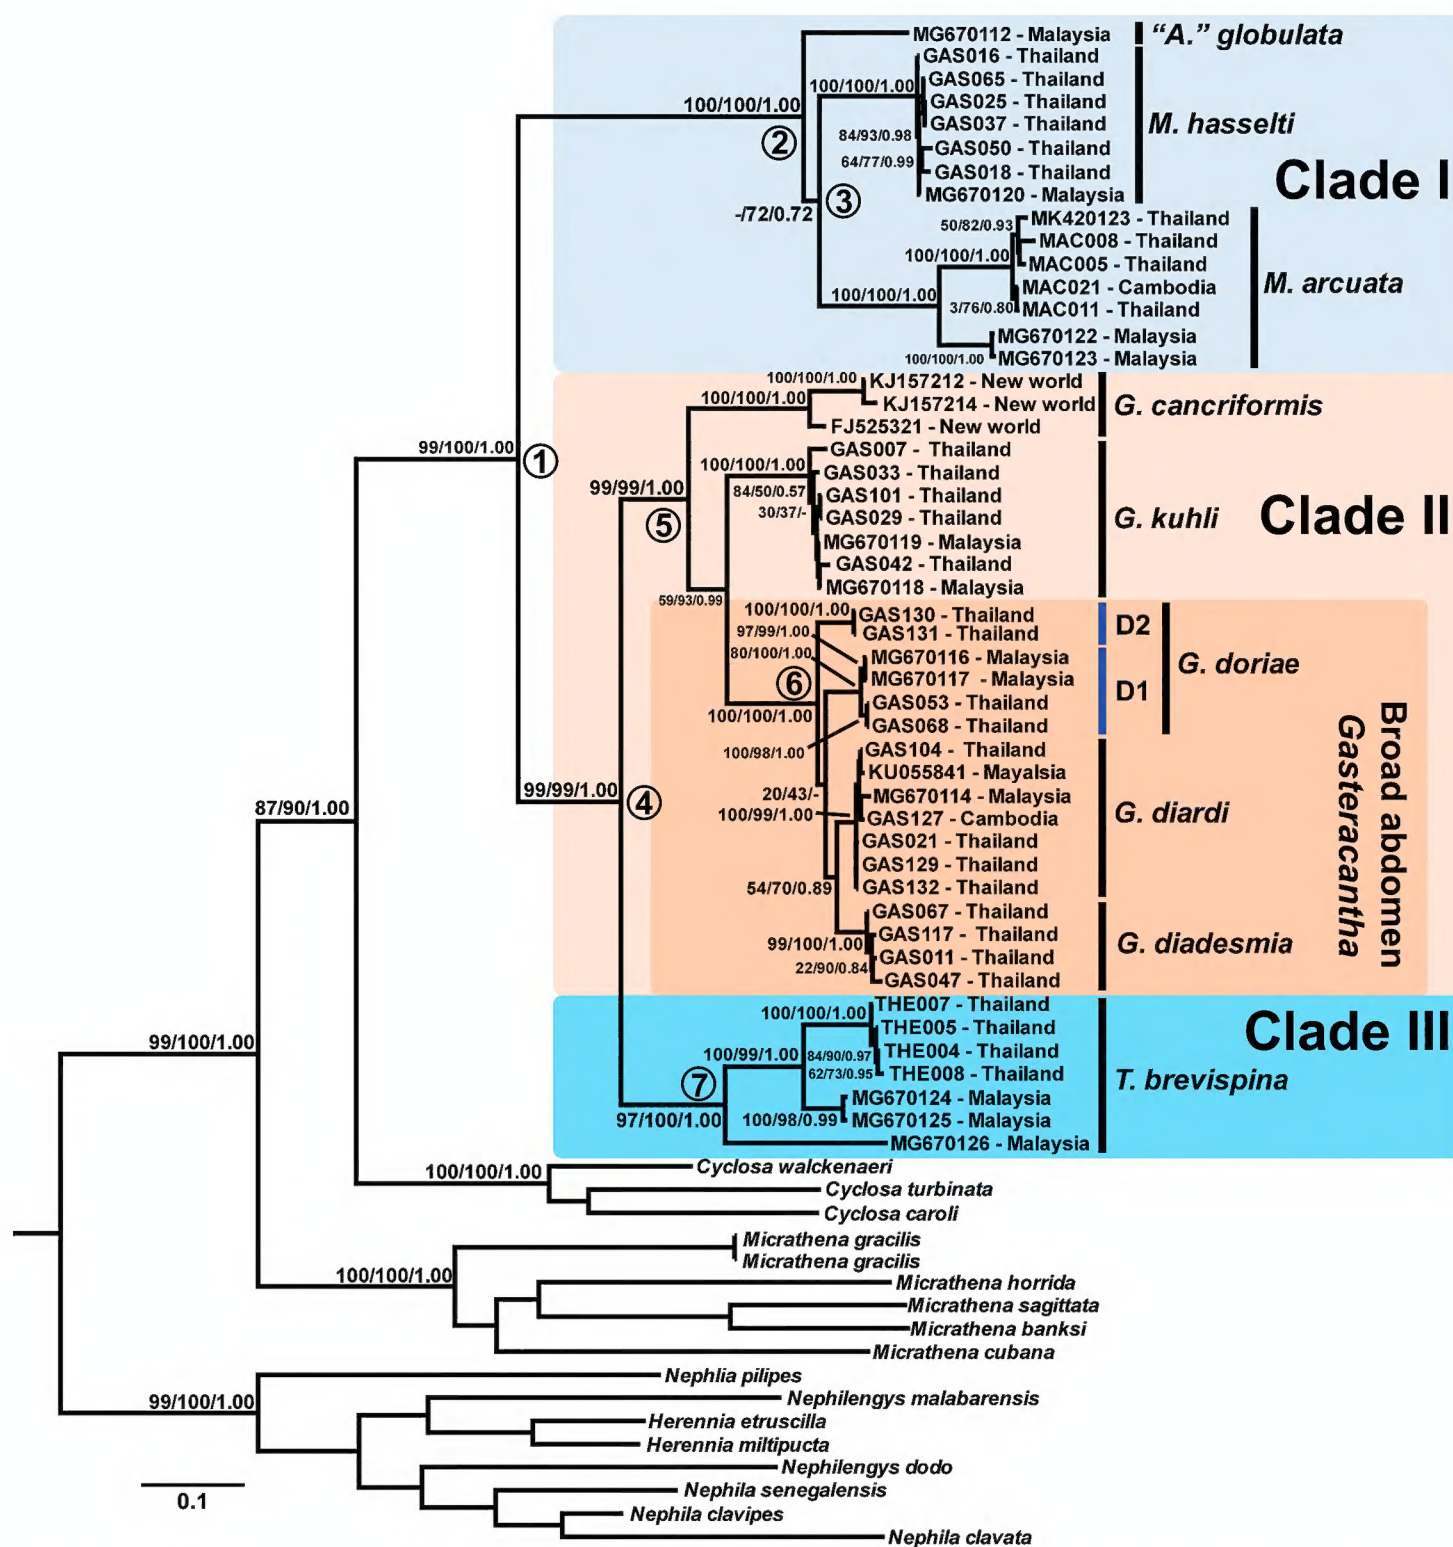 MG670112 - Malaysia
"A." globulata
GAS016 - Thailand
100/100/1.00
GAS065 - Thailand
100/100/1.00
GAS025 - Thailand
GAS037 - Thailand
M. hasselti
84/93/0.98
2
GAS050 - Thailand
64/77/0.99
GAS018 - Thailand
Clade I
MG670120 - Malaysia
3
-/72/0.72
MK420123 - Thailand
50/82/0.93
MAC008 - Thailand
100/100/1.00
MAC005 - Thailand
MAC021 - Cambodia
M. arcuata
100/100/1.00
3/76/0.80
MAC011 - Thailand
MG670122 - Malaysia
100/100/1.00
MG670123 - Malaysia
100/100/1.00
KJ157212 - New world
100/100/1.00
KJ157214 - New world
G. cancriformis
FJ525321 - New world
99/100/1.00
1
GAS007 - Thailand
100/100/1.00
GAS033 - Thailand
99/99/1.00
84/50/0.57
GAS101 - Thailand
30/37/-
GAS029 - Thailand
G. kuhli
Clade II
5
MG670119 - Malaysia
GAS042 - Thailand
MG670118 - Malaysia
59/93/0.99
100/100/1.00
GAS130 - Thailand
D2
97/99/1.00
GAS131 - Thailand
80/100/1.00
MG670116 - Malaysia
G. doriae
6
MG670117 - Malaysia
D1
GAS053 - Thailand
100/100/1.00
GAS068 - Thailand
100/98/1.00
GAS104 - Thailand
KU055841 - Mayalsia
99/99/1.00
4
20/43/-
MG670114 - Malaysia
100/99/1.00
GAS127 - Cambodia
G. diardi
GAS021 - Thailand
GAS129 - Thailand
54/70/0.89
GAS132 - Thailand
Broad abdomen
Gasteracantha
GAS067 - Thailand
GAS117 - Thailand
99/100/1.00
GAS011 - Thailand
G. diadesmia
22/90/0.84
GAS047 - Thailand
87/90/1.00
THE007 - Thailand
100/100/1.00
THE005 - Thailand
Clade III
99/100/1.00
100/99/1.00
84/90/0.97
THE004 - Thailand
62/73/0.95
THE008 - Thailand
T. brevispina
7
MG670124 - Malaysia
97/100/1.00
100/98/0.99
MG670125 - Malaysia
MG670126 - Malaysia
100/100/1.00
Cyclosa walckenaeri
Cyclosa turbinata
Cyclosa caroli
Micrathena gracilis
Micrathena gracilis
100/100/1.00
Micrathena horrida
Micrathena sagittata
Micrathena banksi
Micrathena cubana
Nephlia pilipes
99/100/1.00
Nephilengys malabarensis
Herennia etruscilla
Herennia miltipucta
Nephilengys dodo
Nephila senegalensis
0.1
Nephila clavipes
Nephila clavata